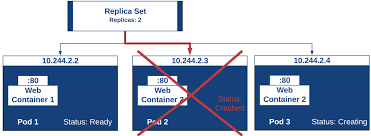 Replica Set
Replicas: 2
10.244.2.2
10.244.2.3
10.244.2.4
:80
Web
Container 1
Pod 1
Status: Ready
:80
Web
Container 2
Pod 2
Status:
Crashed
:80
Web
Container 2
Pod 3
Status: Creating